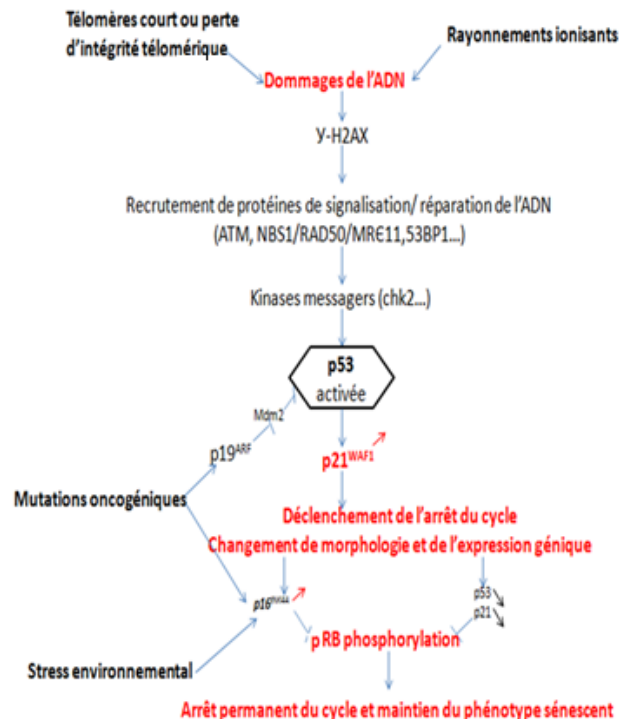 Télomères court ou perte
d'intégrité télomérique
Rayonnements ionisants
Dommages de l'ADN
У-H2AX
Recrutement de protéines de signalisation/ réparation de l'ADN
(ATM, NBS1/RAD50/MRЄ11,53BP1...)
Kinases messagers (chk2...)
p53
activée
Mdm2
p19ARF
p21WAF1
Mutations oncogéniques
Déclenchement de l'arrêt du cycle
Changement de morphologie et de l'expression génique
p16
p53
p21
pRB phosphorylation
Stress environmental
Arrêt permanent du cycle et maintien du phénotype sénescent